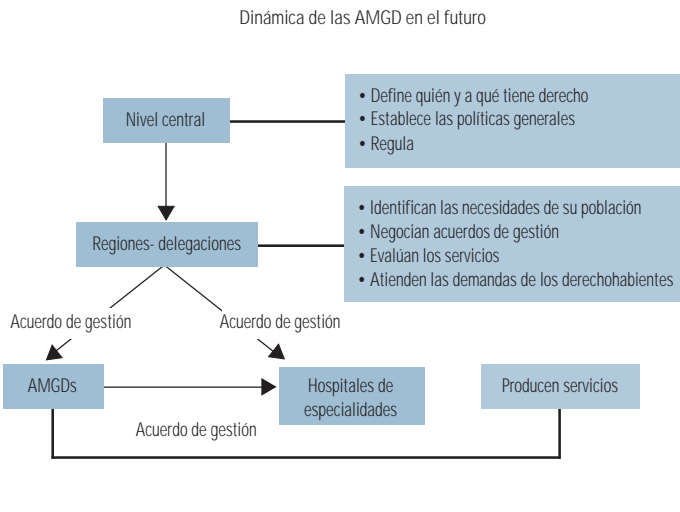 Dinámica de las AMGD en el futuro
Nivel central
• Define quién y a qué tiene derecho
• Establece las políticas generales
• Regula
Regiones- delegaciones
• Identifican las necesidades de su población
• Negocian acuerdos de gestión
• Evalúan los servicios
• Atienden las demandas de los derechohabientes
Acuerdo de gestión
Acuerdo de gestión
AMGDs
Hospitales de
especialidades
Producen servicios
Acuerdo de gestión